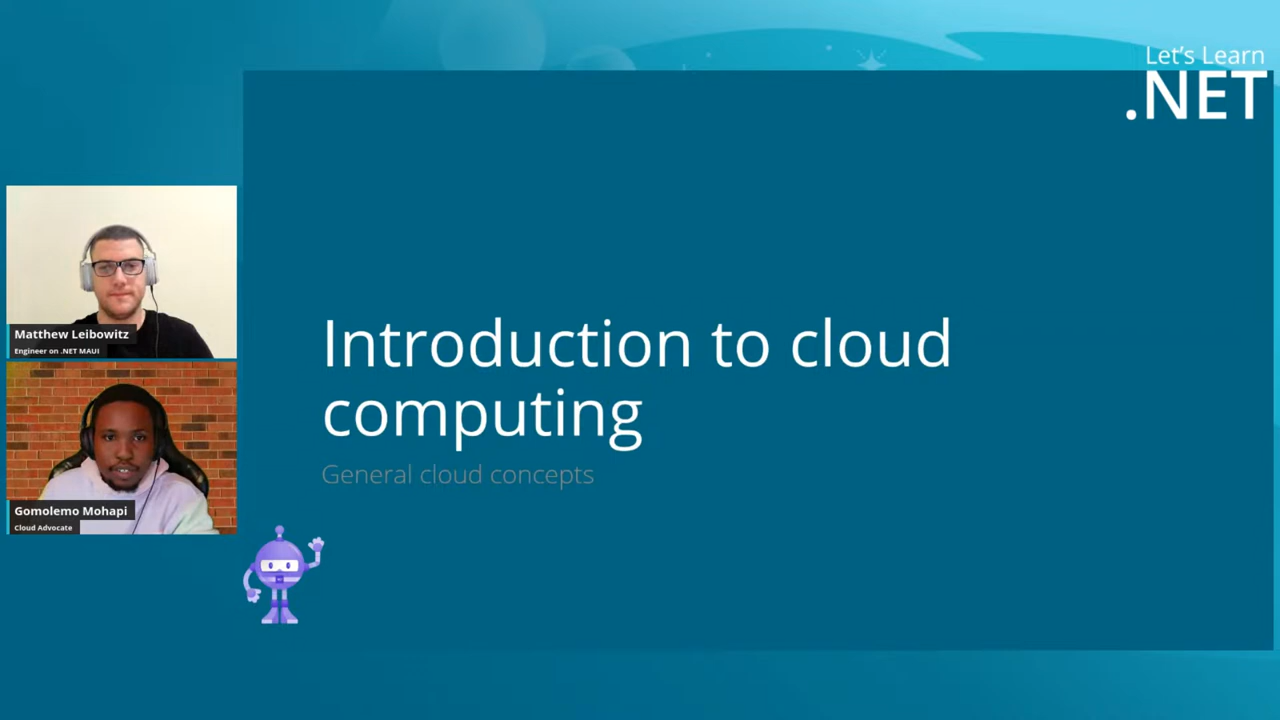 Let's Learn
.NET
Matthew Leibowitz
Engineer on .NET MAUI
Gomolemo Mohapi
Cloud Advocate
Introduction to cloud
computing
General cloud concepts